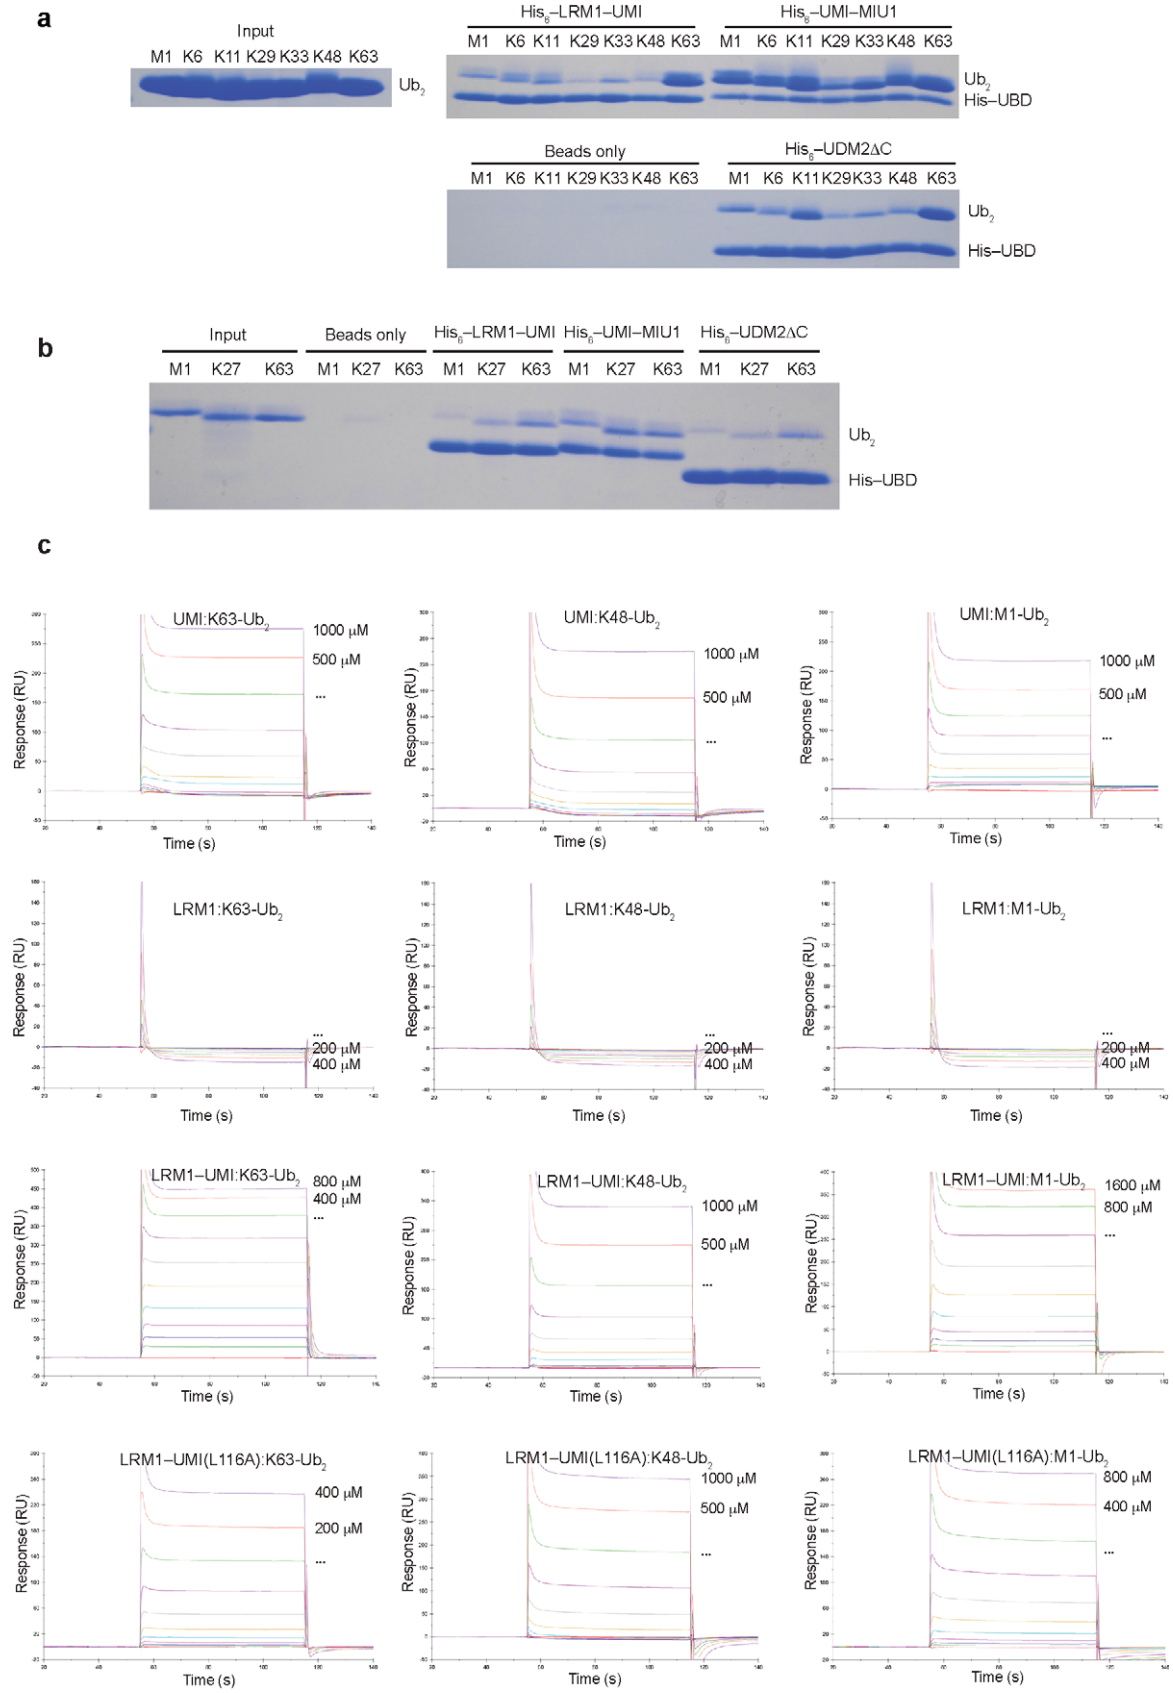 a
Input
M1 K6 K11 K29 K33 K48 K63
Ub2
His6–LRM1–UMI
His6–UMI–MIU1
M1 K6 K11 K29 K33 K48 K63
M1 K6 K11 K29 K33 K48 K63
Ub2
His–UBD
Beads only
His6–UDM2ΔC
M1 K6 K11 K29 K33 K48 K63
M1 K6 K11 K29 K33 K48 K63
Ub2
His–UBD
b
Input
Beads only
His6–LRM1–UMI
His6–UMI–MIU1
His6–UDM2ΔC
M1 K27 K63
M1 K27 K63
M1 K27 K63
M1 K27 K63
M1 K27 K63
Ub2
His–UBD
c
UMI:K63-Ub2
1000 μM
500 μM
...
Response (RU)
Time (s)
UMI:K48-Ub2
1000 μM
500 μM
...
Response (RU)
Time (s)
UMI:M1-Ub2
1000 μM
500 μM
...
Response (RU)
Time (s)
LRM1:K63-Ub2
...
200 μM
400 μM
Response (RU)
Time (s)
LRM1:K48-Ub2
...
200 μM
400 μM
Response (RU)
Time (s)
LRM1:M1-Ub2
...
200 μM
400 μM
Response (RU)
Time (s)
LRM1–UMI:K63-Ub2
800 μM
400 μM
...
Response (RU)
Time (s)
LRM1–UMI:K48-Ub2
1000 μM
500 μM
...
Response (RU)
Time (s)
LRM1–UMI:M1-Ub2
1600 μM
800 μM
...
Response (RU)
Time (s)
LRM1–UMI(L116A):K63-Ub2
400 μM
200 μM
...
Response (RU)
Time (s)
LRM1–UMI(L116A):K48-Ub2
1000 μM
500 μM
...
Response (RU)
Time (s)
LRM1–UMI(L116A):M1-Ub2
800 μM
400 μM
...
Response (RU)
Time (s)